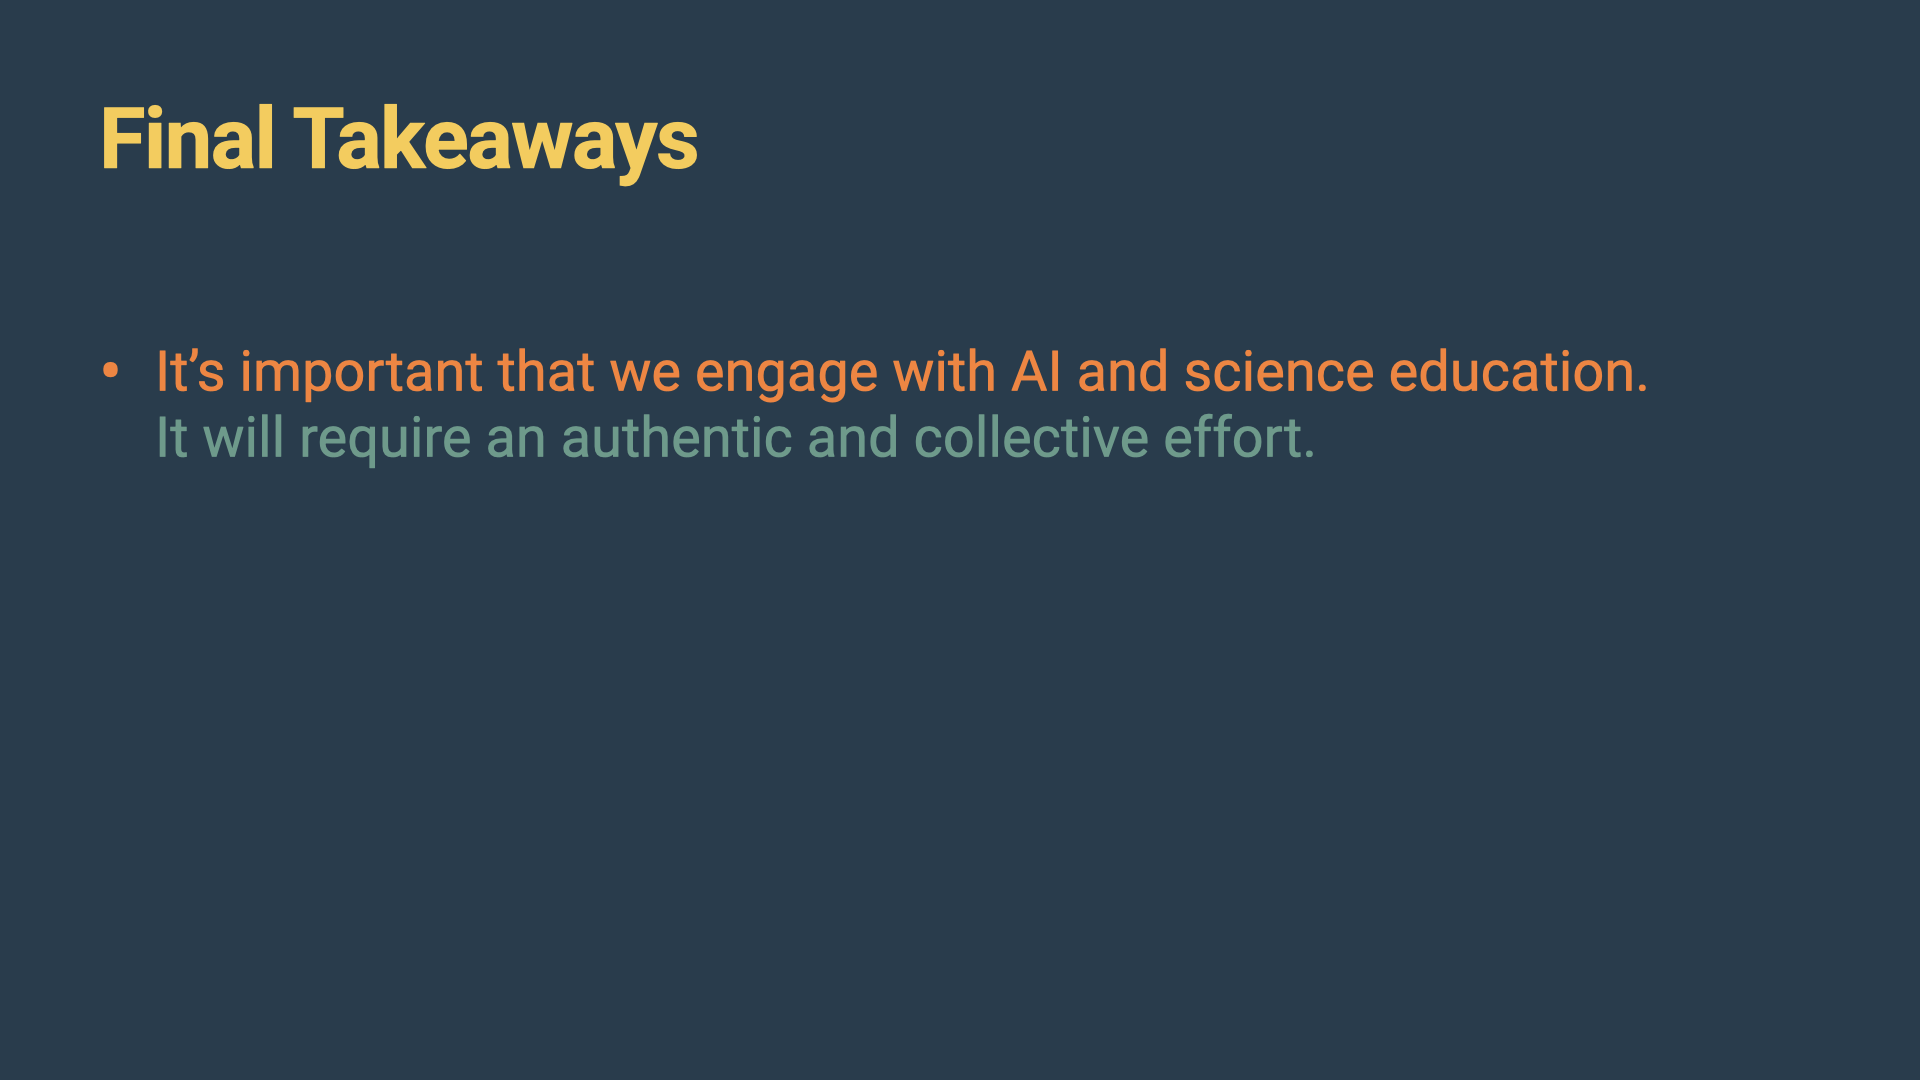 Final Takeaways
• It’s important that we engage with AI and science education.
It will require an authentic and collective effort.